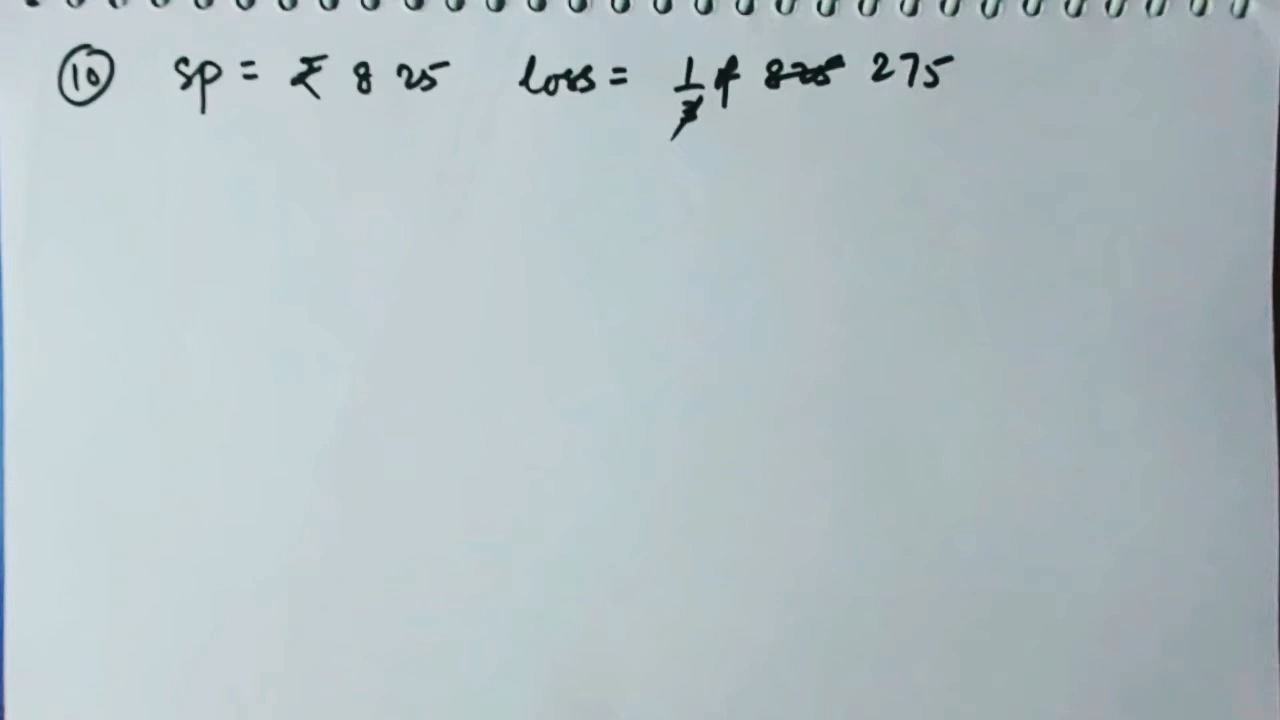 10 SP = ₹ 825 loss = 1/3 of 825 275